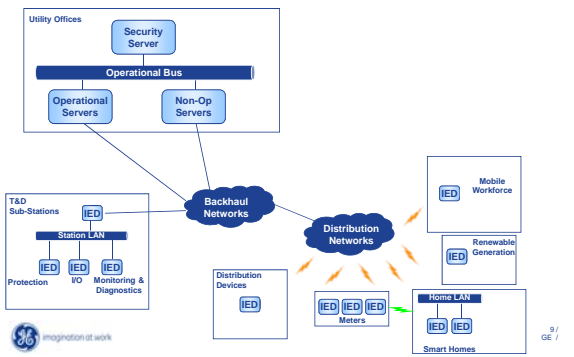 Utility Offices
Security
Server
Operational Bus
Operational
Servers
Non-Op
Servers
Backhaul
Networks
Distribution
Networks
T&D
Sub-Stations
IED
Station LAN
IED
IED
IED
Protection
I/O
Monitoring &
Diagnostics
Distribution
Devices
IED
IED IED IED
Meters
Mobile
Workforce
IED
Renewable
Generation
IED
Home LAN
IED IED
Smart Homes
imagination at work
9 /
GE /